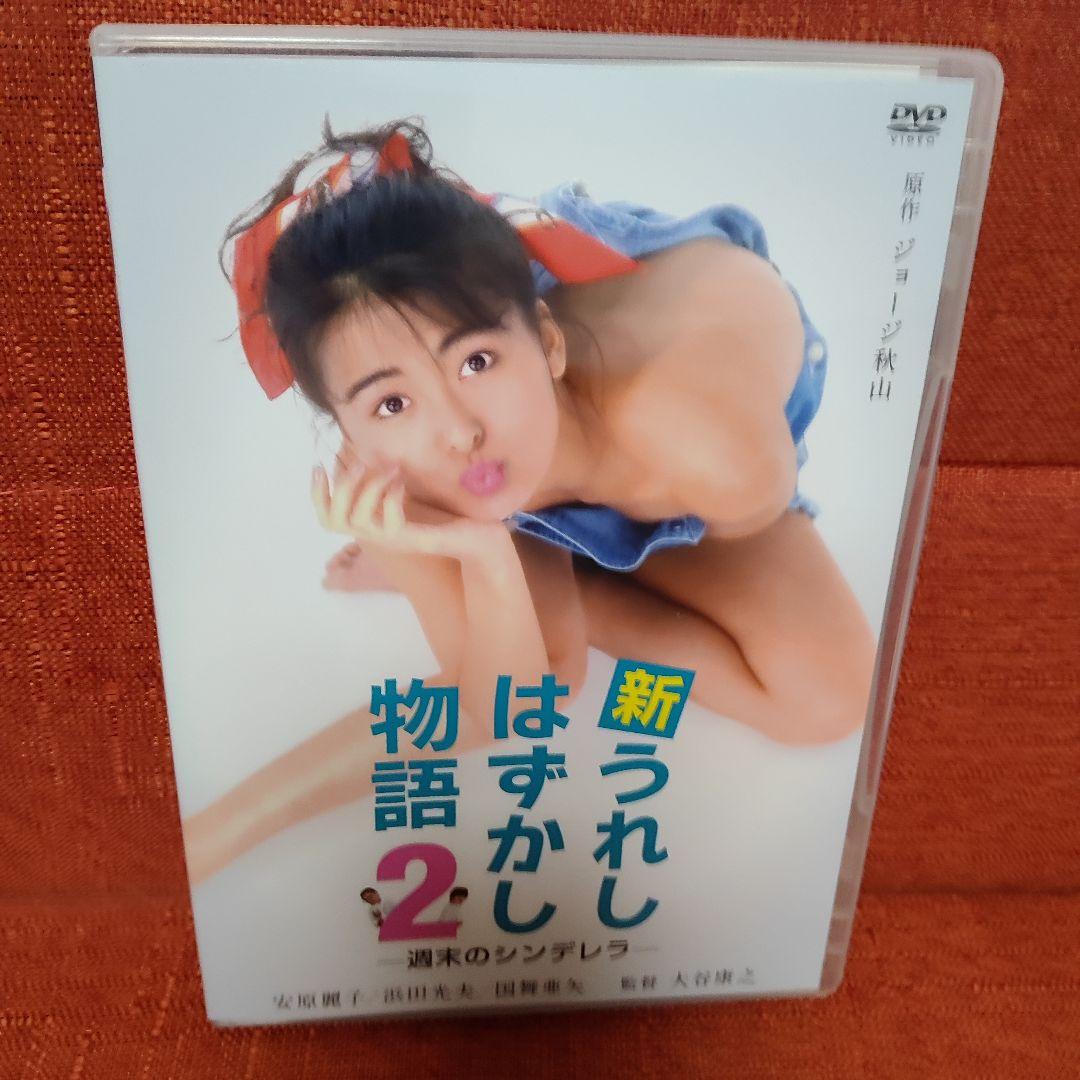 DVD
VIDEO
原作 ジョージ秋山
新うれし
はずかし
物語2
―週末のシンデレラ―
安原麗子/浜田光夫/国舞亜矢 監督 大谷康之